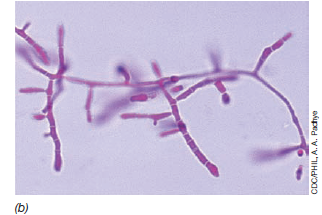 CDC/PHIL, A. A. Padhye
(b)